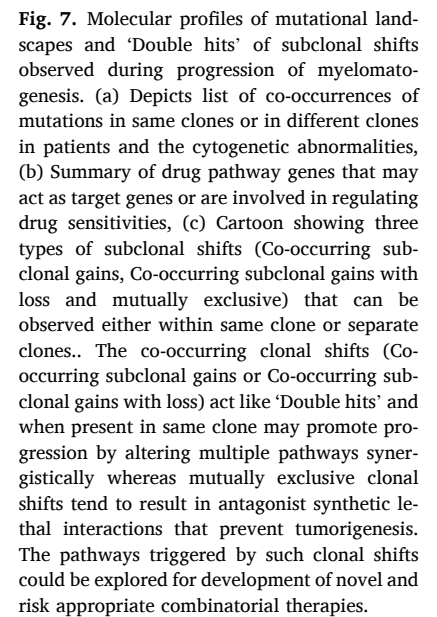 Fig. 7. Molecular profiles of mutational land-
scapes and ‘Double hits’ of subclonal shifts
observed during progression of myelomato-
genesis. (a) Depicts list of co-occurrences of
mutations in same clones or in different clones
in patients and the cytogenetic abnormalities,
(b) Summary of drug pathway genes that may
act as target genes or are involved in regulating
drug sensitivities, (c) Cartoon showing three
types of subclonal shifts (Co-occurring sub-
clonal gains, Co-occurring subclonal gains with
loss and mutually exclusive) that can be
observed either within same clone or separate
clones.. The co-occurring clonal shifts (Co-
occurring subclonal gains or Co-occurring sub-
clonal gains with loss) act like ‘Double hits’ and
when present in same clone may promote pro-
gression by altering multiple pathways syner-
gistically whereas mutually exclusive clonal
shifts tend to result in antagonist synthetic le-
thal interactions that prevent tumorigenesis.
The pathways triggered by such clonal shifts
could be explored for development of novel and
risk appropriate combinatorial therapies.